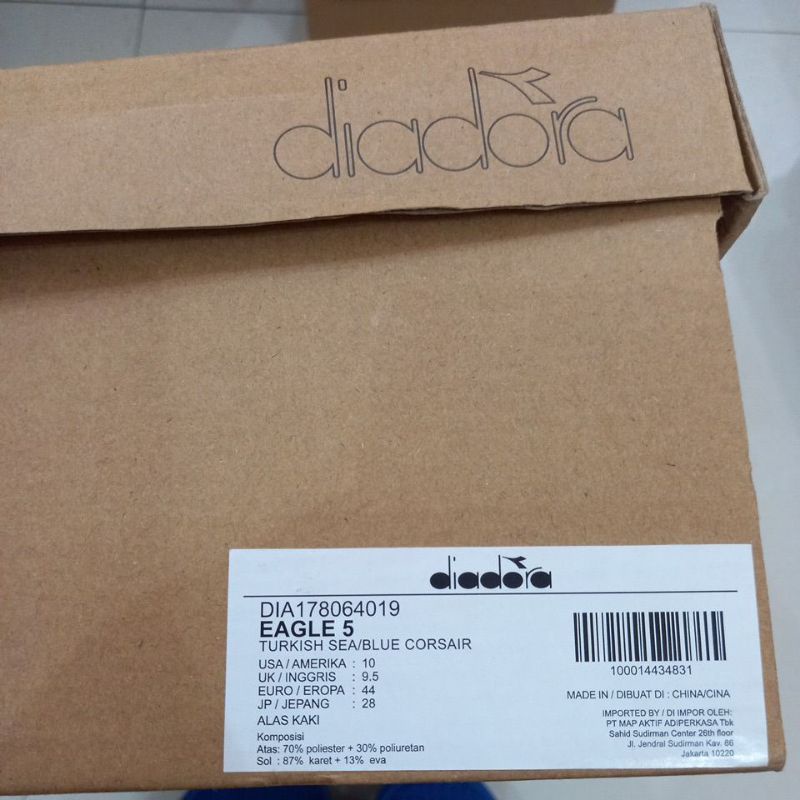 diadora
diadora
DIA178064019
EAGLE 5
TURKISH SEA/BLUE CORSAIR
USA / AMERIKA : 10
UK / INGGRIS : 9.5
EURO / EROPA : 44
JP / JEPANG : 28
ALAS KAKI
Komposisi
Atas: 70% poliester + 30% poliuretan
Sol : 87% karet + 13% eva
100014434831
MADE IN / DIBUAT DI : CHINA/CINA
IMPORTED BY / DI IMPOR OLEH:
PT MAP AKTIF ADIPERKASA Tbk
Sahid Sudirman Center 26th floor
Jl. Jendral Sudirman Kav. 86
Jakarta 10220